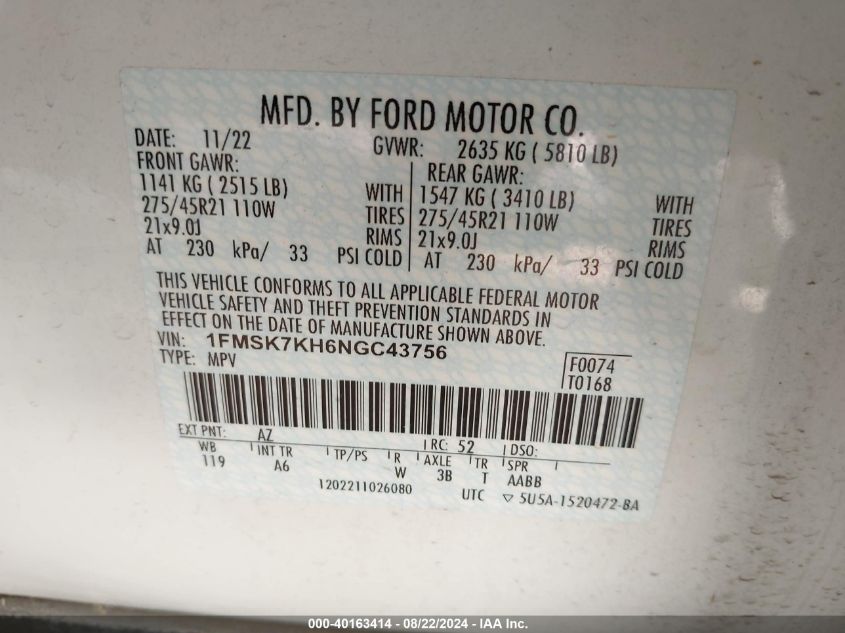 MFD. BY FORD MOTOR CO.
DATE: 11/22 GVWR: 2635 KG ( 5810 LB)
FRONT GAWR: REAR GAWR:
1141 KG ( 2515 LB) WITH 1547 KG ( 3410 LB) WITH
275/45R21 110W TIRES 275/45R21 110W TIRES
21x9.0J RIMS 21x9.0J RIMS
AT 230 kPa/ 33 PSI COLD AT 230 kPa/ 33 PSI COLD
THIS VEHICLE CONFORMS TO ALL APPLICABLE FEDERAL MOTOR
VEHICLE SAFETY AND THEFT PREVENTION STANDARDS IN
EFFECT ON THE DATE OF MANUFACTURE SHOWN ABOVE.
VIN: 1FMSK7KH6NGC43756
TYPE: MPV F0074
T0168
EXT PNT: AZ RC: 52 DSO:
WB INT TR TP/PS R AXLE TR SPR
119 A6 W 3B T AABB
1202211026080 UTC ▽ 5U5A-1520472-BA
000-40163414 - 08/22/2024 - IAA Inc.